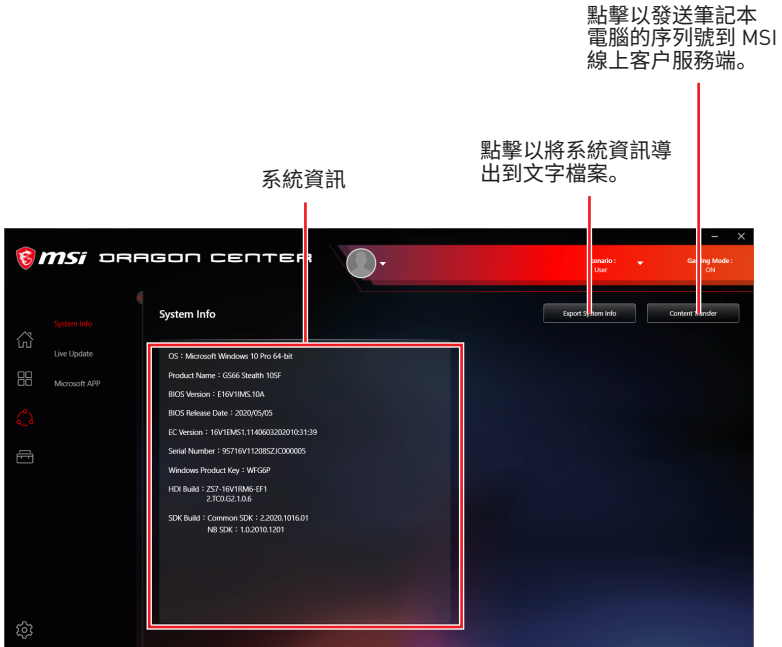 點擊以發送筆記本
電腦的序列號到 MSI
線上客户服務端。
點擊以將系統資訊導
出到文字檔案。
系統資訊
msi DRAGON CENTER
Scenario :
User
Gaming Mode :
ON
System Info
Live Update
Microsoft APP
System Info
Export System Info
Content Transfer
OS : Microsoft Windows 10 Pro 64-bit
Product Name : GS66 Stealth 10SF
BIOS Version : E16V1IMS.10A
BIOS Release Date : 2020/05/05
EC Version : 16V1EMS1.1140603202010:31:39
Serial Number : 9S716V11208SZJC000005
Windows Product Key : WFG6P
HDI Build : ZS7-16V1RM6-EF1
2.TC0.G2.1.0.6
SDK Build : Common SDK : 2.2020.1016.01
NB SDK : 1.0.2010.1201